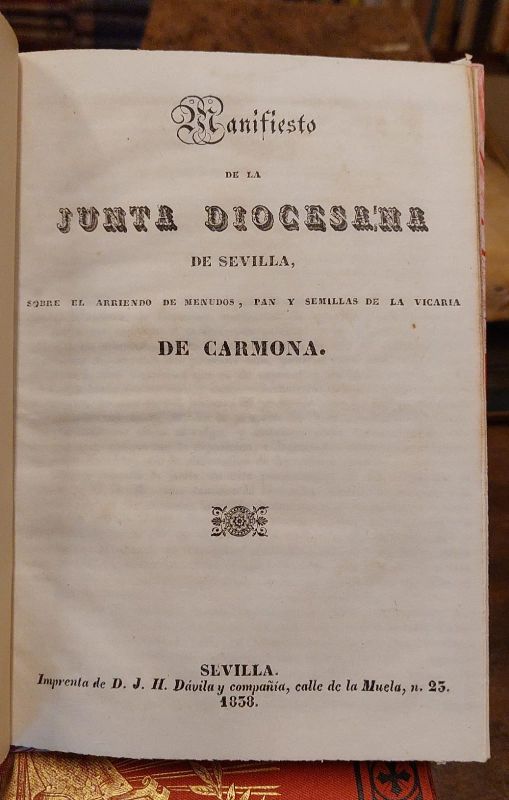 Manifiesto
DE LA
JUNTA DIOCESANA
DE SEVILLA,
SOBRE EL ARRIENDO DE MENUDOS, PAN Y SEMILLAS DE LA VICARIA
DE CARMONA.
SEVILLA.
Imprenta de D. J. H. Dávila y compañía, calle de la Muela, n. 23.
1838.